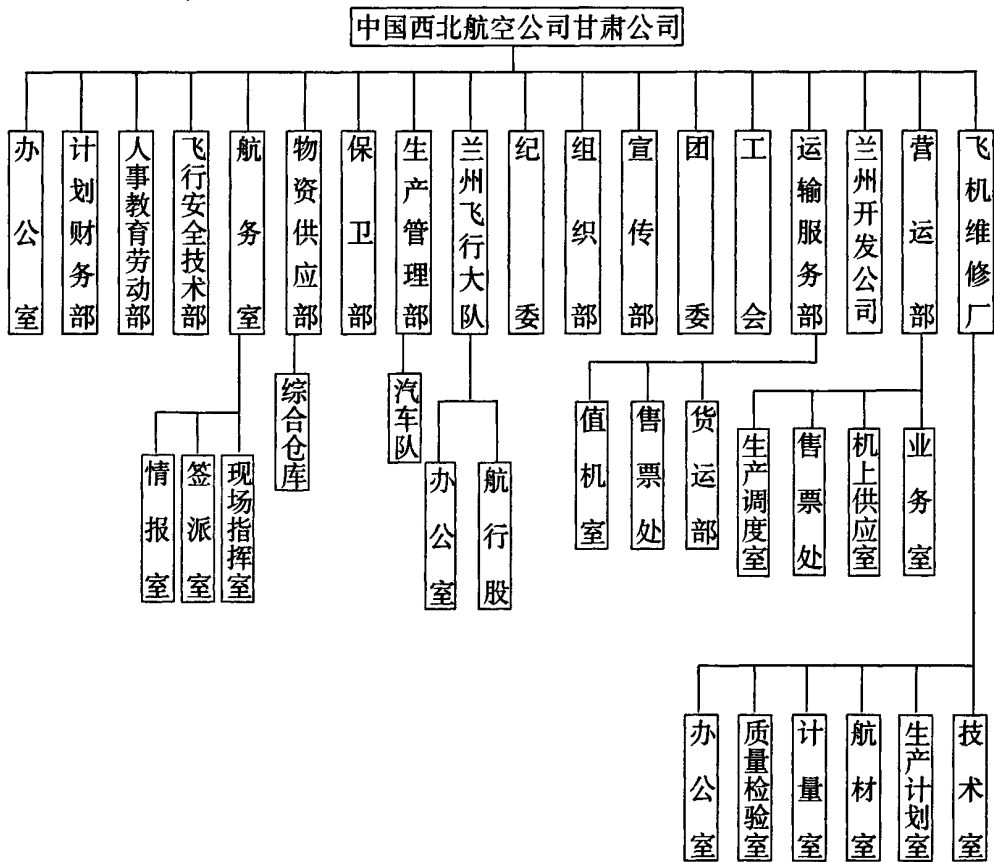 中国西北航空公司甘肃公司
办公室
计划财务部
人事教育劳动部
飞行安全技术部
航务室
物资供应部
保卫部
生产管理部
兰州飞行大队
纪委
组织部
宣传部
团委
工会
运输服务部
兰州开发公司
营运部
飞机维修厂
情报室
签派室
现场指挥室
综合仓库
汽车队
办公室
航行股
值机室
售票处
货运部
生产调度室
售票处
机上供应室
业务室
办公室
质量检验室
计量室
航材室
生产计划室
技术室